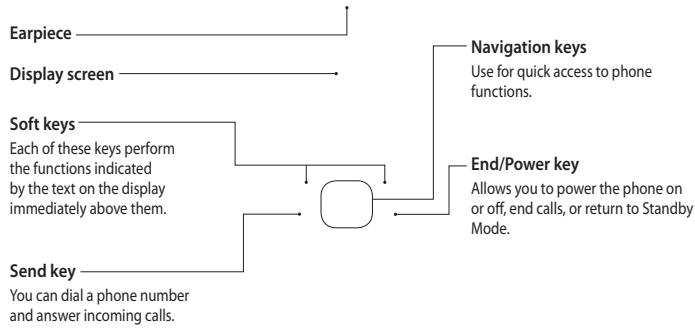 Earpiece
Display screen
Soft keys
Each of these keys perform
the functions indicated
by the text on the display
immediately above them.
Send key
You can dial a phone number
and answer incoming calls.
Navigation keys
Use for quick access to phone
functions.
End/Power key
Allows you to power the phone on
or off, end calls, or return to Standby
Mode.